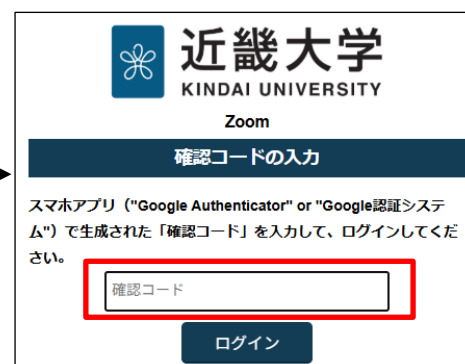 近畿大学
KINDAI UNIVERSITY
Zoom
確認コードの入力
スマホアプリ（"Google Authenticator" or "Google認証システ
ム"）で生成された「確認コード」を入力して、ログインしてくだ
さい。
確認コード
ログイン